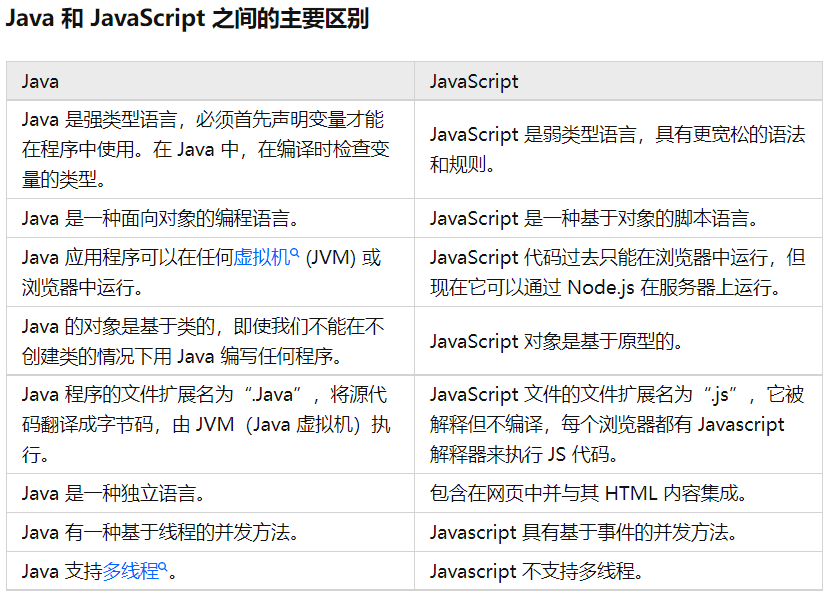 Java 和 JavaScript 之间的主要区别
Java
JavaScript
Java 是强类型语言，必须首先声明变量才能
在程序中使用。在 Java 中，在编译时检查变
量的类型。
JavaScript 是弱类型语言，具有更宽松的语法
和规则。
Java 是一种面向对象的编程语言。
JavaScript 是一种基于对象的脚本语言。
Java 应用程序可以在任何虚拟机 (JVM) 或
浏览器中运行。
JavaScript 代码过去只能在浏览器中运行，但
现在它可以通过 Node.js 在服务器上运行。
Java 的对象是基于类的，即使我们不能在不
创建类的情况下用 Java 编写任何程序。
JavaScript 对象是基于原型的。
Java 程序的文件扩展名为“.Java”，将源代
码翻译成字节码，由 JVM（Java 虚拟机）执
行。
JavaScript 文件的文件扩展名为“.js”，它被
解释但不编译，每个浏览器都有 Javascript
解释器来执行 JS 代码。
Java 是一种独立语言。
包含在网页中并与其 HTML 内容集成。
Java 有一种基于线程的并发方法。
Javascript 具有基于事件的并发方法。
Java 支持多线程。
Javascript 不支持多线程。